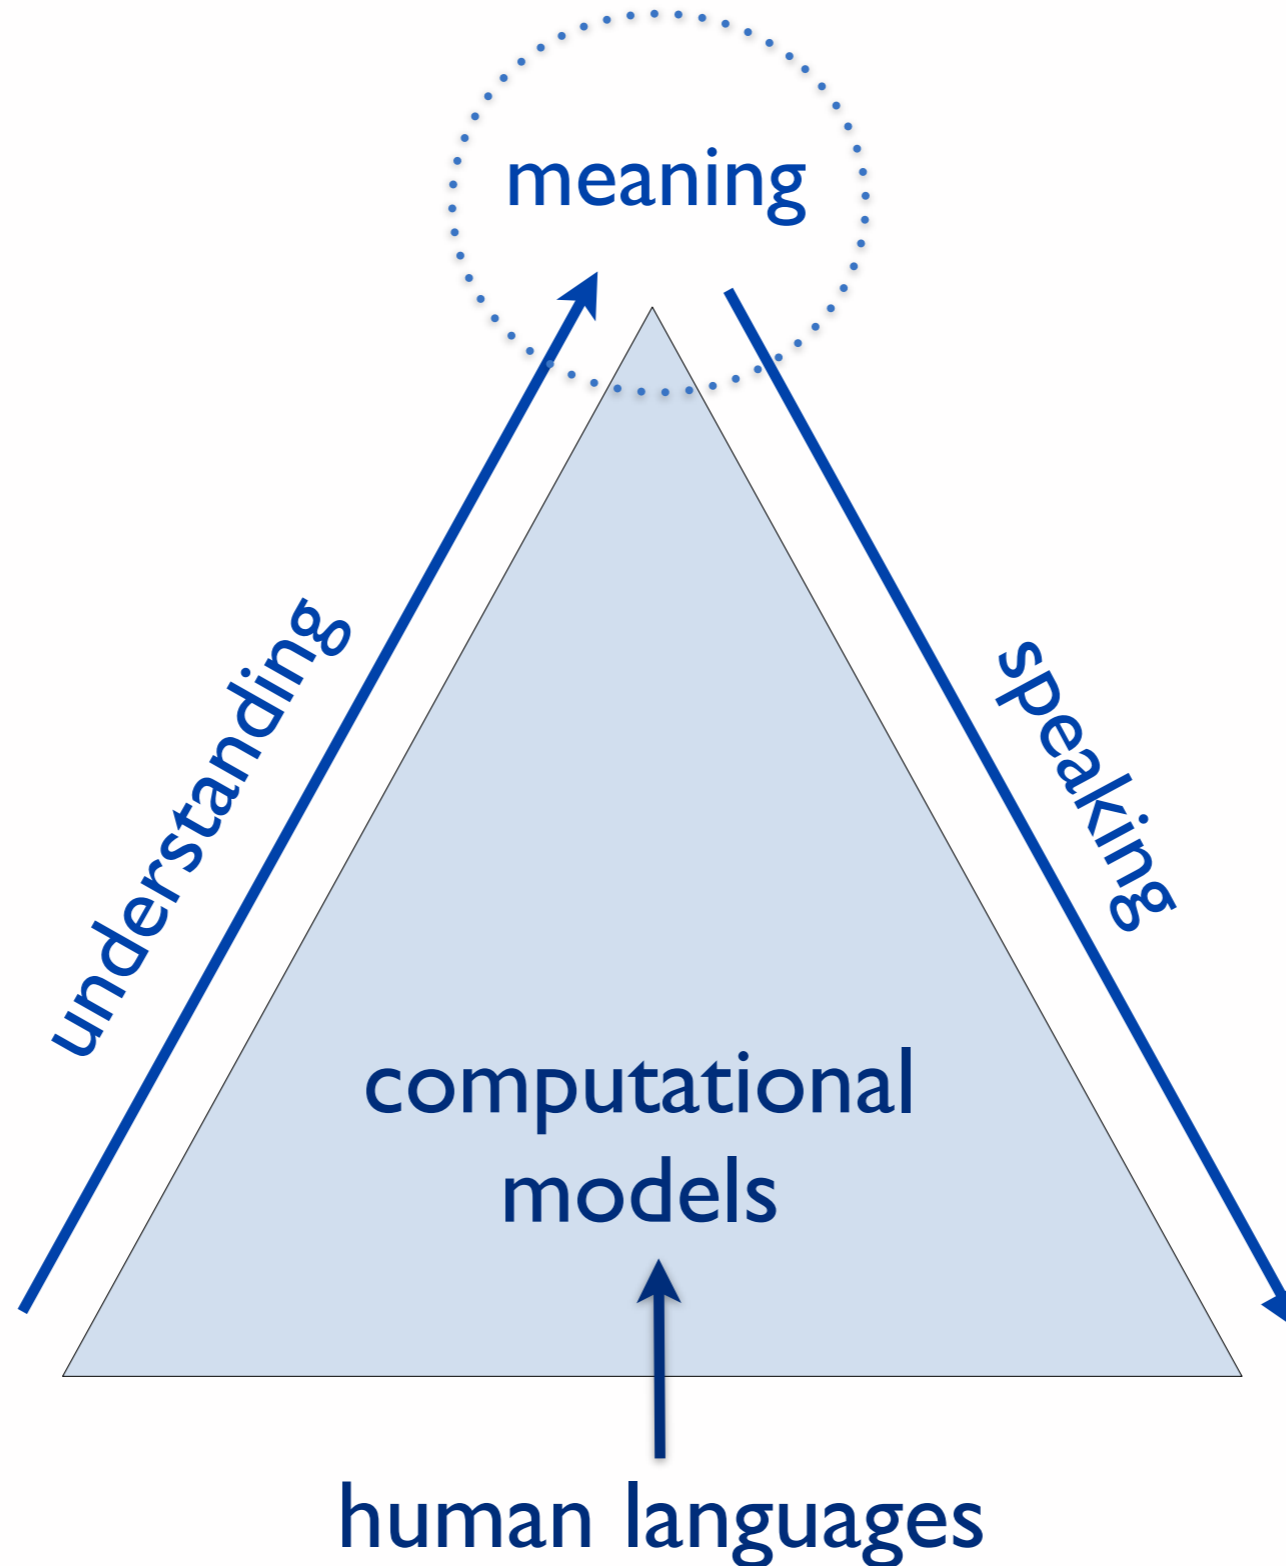 meaning
understanding
speaking
computational
models
human languages